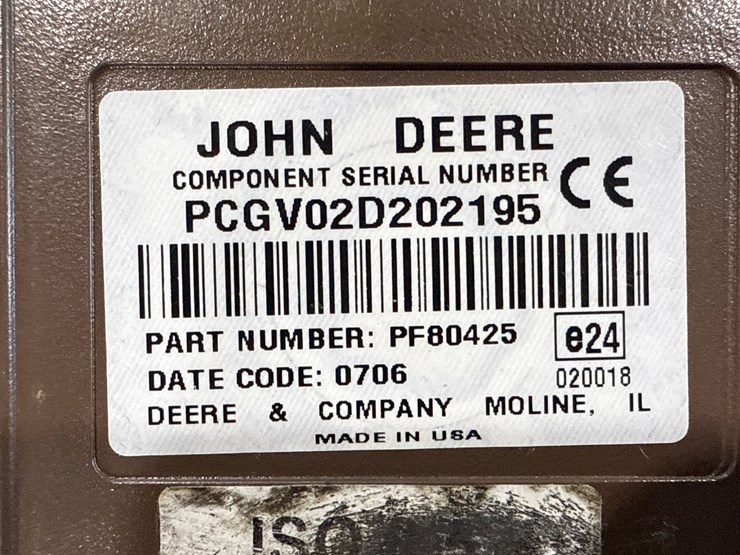 JOHN DEERE
COMPONENT SERIAL NUMBER
CE
PCGV02D202195
PART NUMBER: PF80425
e24
DATE CODE: 0706
020018
DEERE & COMPANY MOLINE, IL
MADE IN USA
ISO